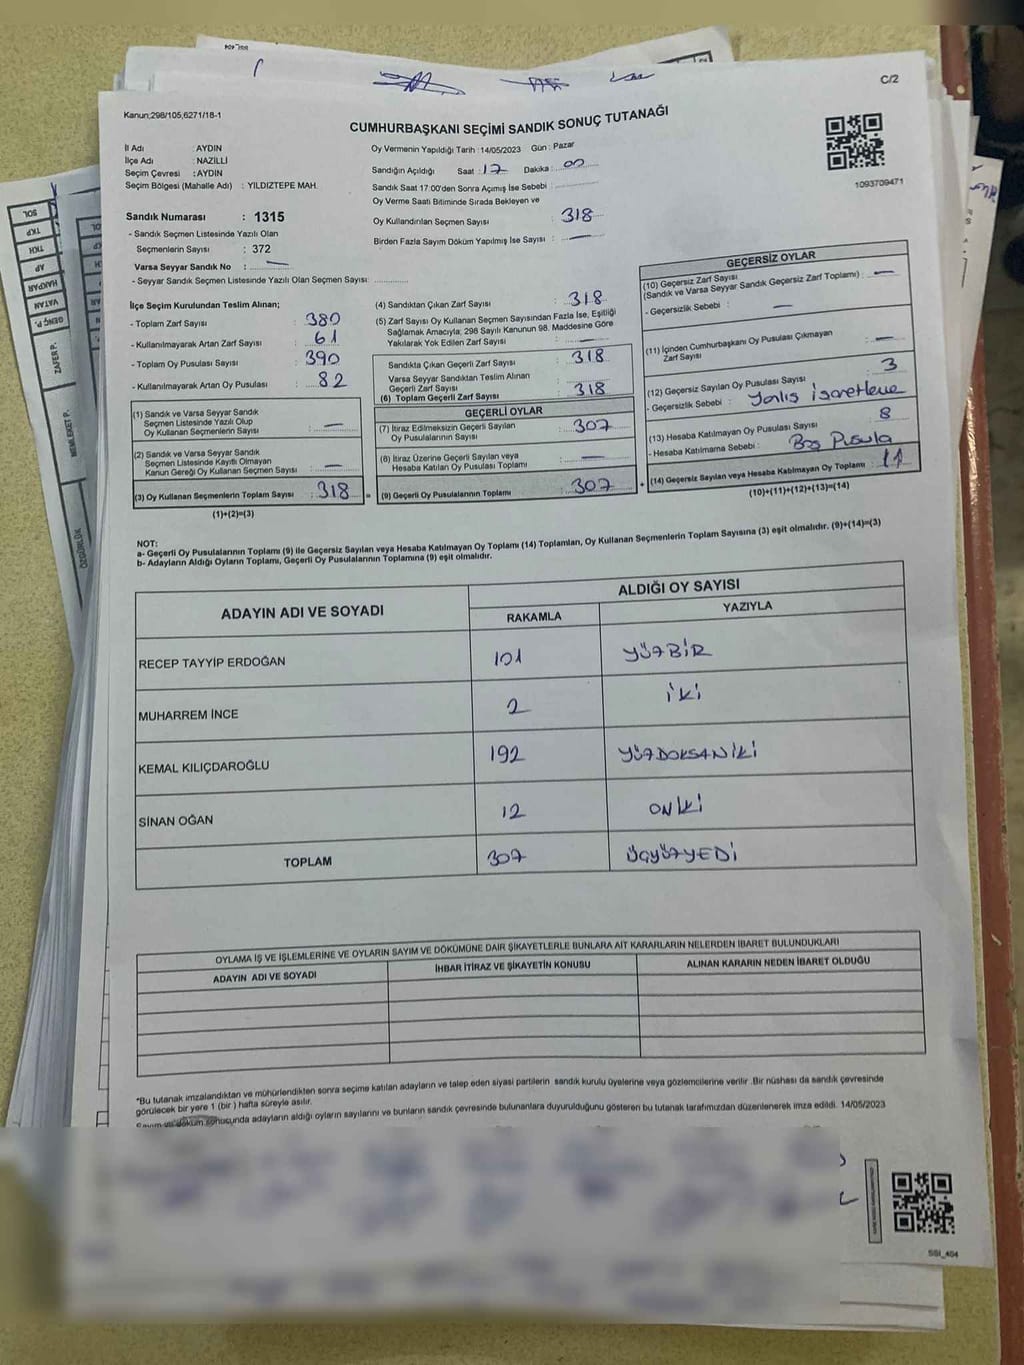 C/2
Kanun;298/105,6271/18-1
CUMHURBAŞKANI SEÇİMİ SANDIK SONUÇ TUTANAĞI
1093709471
İl Adı : AYDIN
İlçe Adı : NAZİLLİ
Seçim Çevresi : AYDIN
Seçim Bölgesi (Mahalle Adı) : YILDIZTEPE MAH.
Sandık Numarası : 1315
- Sandık Seçmen Listesinde Yazılı Olan
Seçmenlerin Sayısı : 372
Varsa Seyyar Sandık No : —
- Seyyar Sandık Seçmen Listesinde Yazılı Olan Seçmen Sayısı:
Oy Vermenin Yapıldığı Tarih :14/05/2023 Gün : Pazar
Sandığın Açıldığı Saat : 17 Dakika : 00
Sandık Saat 17:00'den Sonra Açımış İse Sebebi :
Oy Verme Saati Bitiminde Sırada Bekleyen ve
Oy Kullandırılan Seçmen Sayısı : 318
Birden Fazla Sayım Döküm Yapılmış İse Sayısı : —
İlçe Seçim Kurulundan Teslim Alınan;
- Toplam Zarf Sayısı : 380
- Kullanılmayarak Artan Zarf Sayısı : 61
- Toplam Oy Pusulası Sayısı : 390
- Kullanılmayarak Artan Oy Pusulası : 82
(1) Sandık ve Varsa Seyyar Sandık
Seçmen Listesinde Yazılı Olup
Oy Kullanan Seçmenlerin Sayısı : —
(2) Sandık ve Varsa Seyyar Sandık
Seçmen Listesinde Kayıtlı Olmayan
Kanun Gereği Oy Kullanan Seçmen Sayısı : —
(3) Oy Kullanan Seçmenlerin Toplam Sayısı : 318 =
(1)+(2)=(3)
(4) Sandıktan Çıkan Zarf Sayısı : 318
(5) Zarf Sayısı Oy Kullanan Seçmen Sayısından Fazla İse, Eşitliği
Sağlamak Amacıyla; 298 Sayılı Kanunun 98. Maddesine Göre
Yakılarak Yok Edilen Zarf Sayısı : —
Sandıkta Çıkan Geçerli Zarf Sayısı : 318
Varsa Seyyar Sandıktan Teslim Alınan
Geçerli Zarf Sayısı
(6) Toplam Geçerli Zarf Sayısı : 318
GEÇERLİ OYLAR
(7) İtiraz Edilmeksizin Geçerli Sayılan
Oy Pusulalarının Sayısı : 307
(8) İtiraz Üzerine Geçerli Sayılan veya
Hesaba Katılan Oy Pusulası Toplamı : —
(9) Geçerli Oy Pusulalarının Toplamı : 307 +
GEÇERSİZ OYLAR
(10) Geçersiz Zarf Sayısı
(Sandık ve Varsa Seyyar Sandık Geçersiz Zarf Toplamı) : —
- Geçersizlik Sebebi : —
(11) İçinden Cumhurbaşkanı Oy Pusulası Çıkmayan
Zarf Sayısı : —
(12) Geçersiz Sayılan Oy Pusulası Sayısı : 3
- Geçersizlik Sebebi : Yanlış İşaretleme
(13) Hesaba Katılmayan Oy Pusulası Sayısı : 8
- Hesaba Katılmama Sebebi : Boş Pusula
(14) Geçersiz Sayılan veya Hesaba Katılmayan Oy Toplamı : 11
(10)+(11)+(12)+(13)=(14)
NOT:
a- Geçerli Oy Pusulalarının Toplamı (9) ile Geçersiz Sayılan veya Hesaba Katılmayan Oy Toplamı (14) Toplamları, Oy Kullanan Seçmenlerin Toplam Sayısına (3) eşit olmalıdır. (9)+(14)=(3)
b- Adayların Aldığı Oyların Toplamı, Geçerli Oy Pusulalarının Toplamına (9) eşit olmalıdır.
ADAYIN ADI VE SOYADI
ALDIĞI OY SAYISI
RAKAMLA YAZIYLA
RECEP TAYYİP ERDOĞAN 101 YÜZBİR
MUHARREM İNCE 2 İKİ
KEMAL KILIÇDAROĞLU 192 YÜZDOKSANİKİ
SİNAN OĞAN 12 ONİKİ
TOPLAM 307 ÜÇYÜZYEDİ
OYLAMA İŞ VE İŞLEMLERİNE VE OYLARIN SAYIM VE DÖKÜMÜNE DAİR ŞİKAYETLERLE BUNLARA AİT KARARLARIN NELERDEN İBARET BULUNDUKLARI
ADAYIN ADI VE SOYADI İHBAR İTİRAZ VE ŞİKAYETİN KONUSU ALINAN KARARIN NEDEN İBARET OLDUĞU
*Bu tutanak imzalandıktan ve mühürlendikten sonra seçime katılan adayların ve talep eden siyasi partilerin sandık kurulu üyelerine veya gözlemcilerine verilir .Bir nüshası da sandık çevresinde
görülecek bir yere 1 (bir ) hafta süreyle asılır.
Sayım ve döküm sonucunda adayların aldığı oyların sayılarını ve bunların sandık çevresinde bulunanlara duyurulduğunu gösteren bu tutanak tarafımızdan düzenlenerek imza edildi. 14/05/2023
SSI_404
SOL
TKP
TKH
AP
HAKPAR
VATAN
GENÇ P.
ZAFER P.
MEMLEKET P.
ÖZGÜRLÜK